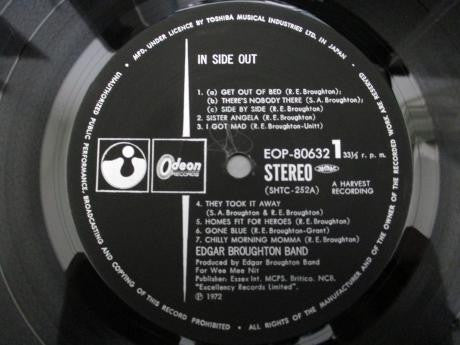 MFD. UNDER LICENCE BY TOSHIBA MUSICAL INDUSTRIES LTD. IN JAPAN •
UNAUTHORIZED PUBLIC PERFORMANCE, BROADCASTING AND COPYING OF THIS RECORD PROHIBITED • ALL RIGHTS OF THE MANUFACTURER AND OF THE OWNER OF THE RECORDED WORK ARE RESERVED
IN SIDE OUT
1. (a) GET OUT OF BED (R. E. Broughton);
(b) THERE'S NOBODY THERE (S. A. Broughton);
(c) SIDE BY SIDE (R. E. Broughton)
2. SISTER ANGELA (R. E. Broughton)
3. I GOT MAD (R. E. Broughton-Unitt)
Odeon
RECORDS
EOP-80632 1 33⅓ r. p. m.
STEREO
(SHTC-252A)
A HARVEST
RECORDING
4. THEY TOOK IT AWAY
(S. A. Broughton & R. E. Broughton)
5. HOMES FIT FOR HEROES (R. E. Broughton)
6. GONE BLUE (R. E. Broughton-Grant)
7. CHILLY MORNING MOMMA (R. E. Broughton)
EDGAR BROUGHTON BAND
Produced by Edgar Broughton Band
For Wee Mee Nit
Publisher: Essex Int. MCPS. Britico. NCB,
"Excellency Records Limited".
Ⓟ 1972